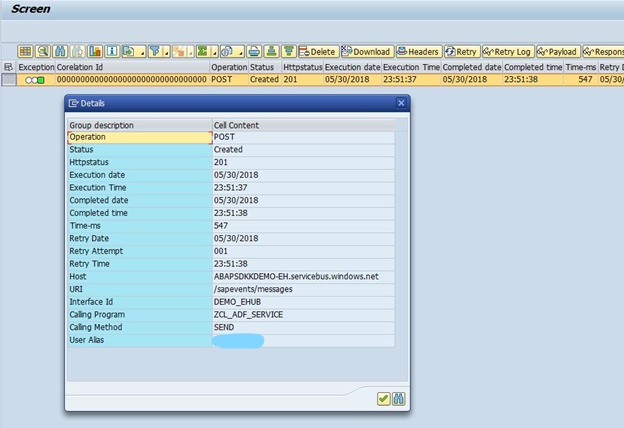 Screen
Delete Download Headers Retry Retry Log Payload Respons
Exception Corelation Id Operation Status Httpstatus Execution date Execution Time Completed date Completed time Time-ms Retry D
POST Created 201 05/30/2018 23:51:37 05/30/2018 23:51:38 547 05/30/20
Details
Group description Cell Content
Operation POST
Status Created
Httpstatus 201
Execution date 05/30/2018
Execution Time 23:51:37
Completed date 05/30/2018
Completed time 23:51:38
Time-ms 547
Retry Date 05/30/2018
Retry Attempt 001
Retry Time 23:51:38
Host ABAPSDKKDEMO-EH.servicebus.windows.net
URI /sapevents/messages
Interface Id DEMO_EHUB
Calling Program ZCL_ADF_SERVICE
Calling Method SEND
User Alias